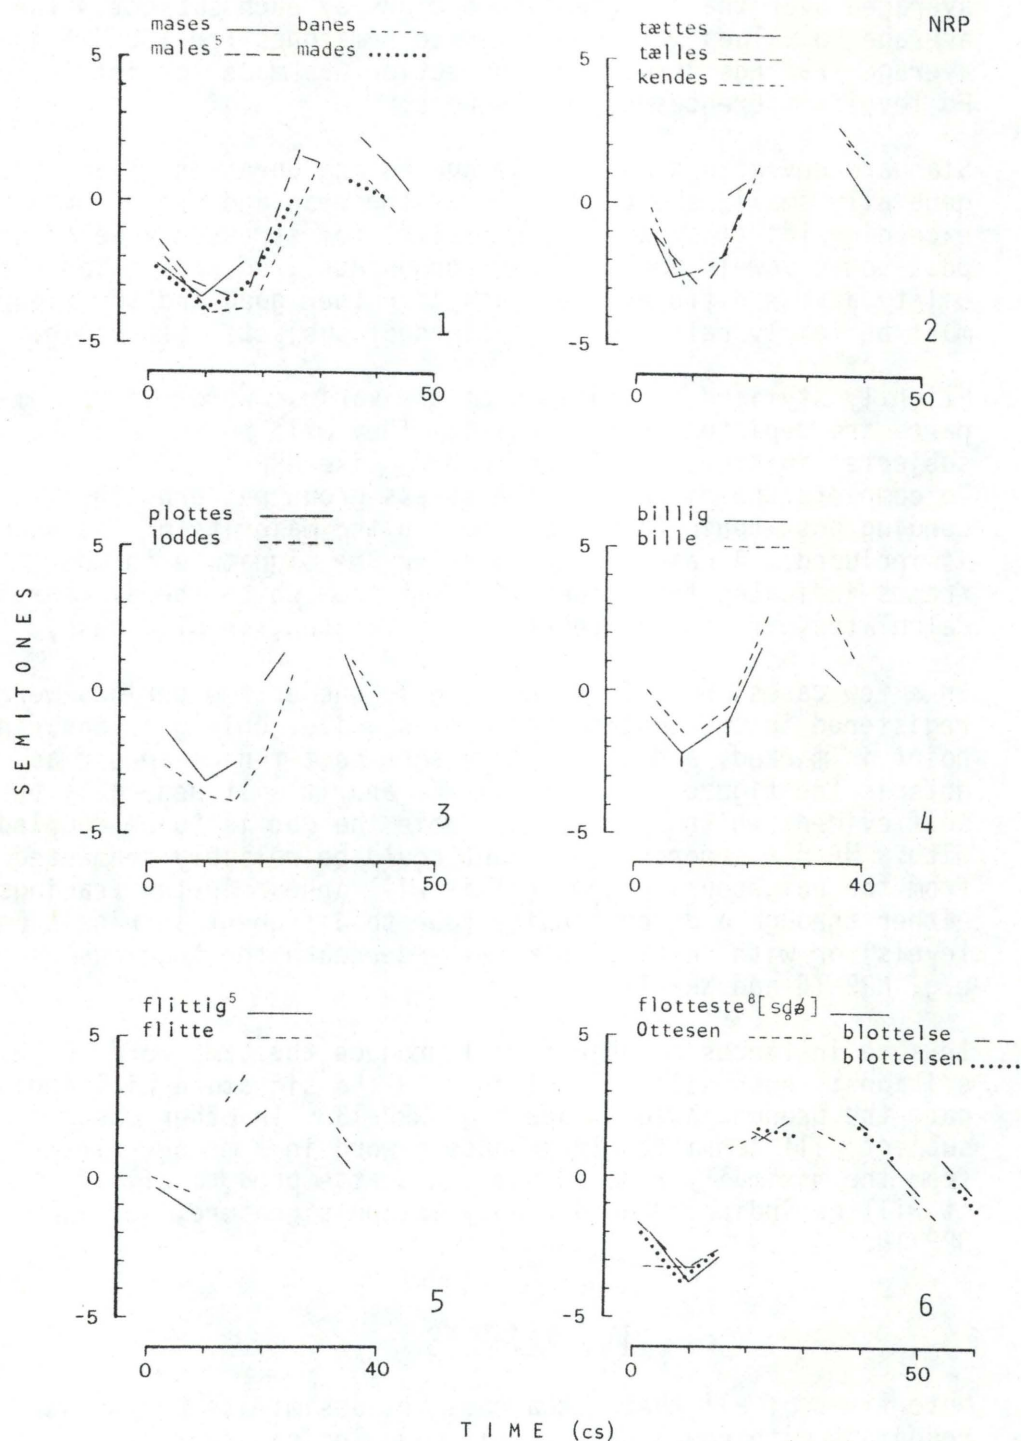 mases banes
males⁵ mades
5
0
-5
1
0 50
NRP
tættes
tælles
kendes
5
0
-5
2
0 50
plottes
loddes
5
0
-5
3
0 50
billig
bille
5
0
-5
4
0 40
flittig⁵
flitte
5
0
-5
5
0 40
flotteste⁸[sd̥ø̸]
Ottesen blottelse
blottelsen
5
0
-5
6
0 50
SEMITONES
TIME (cs)